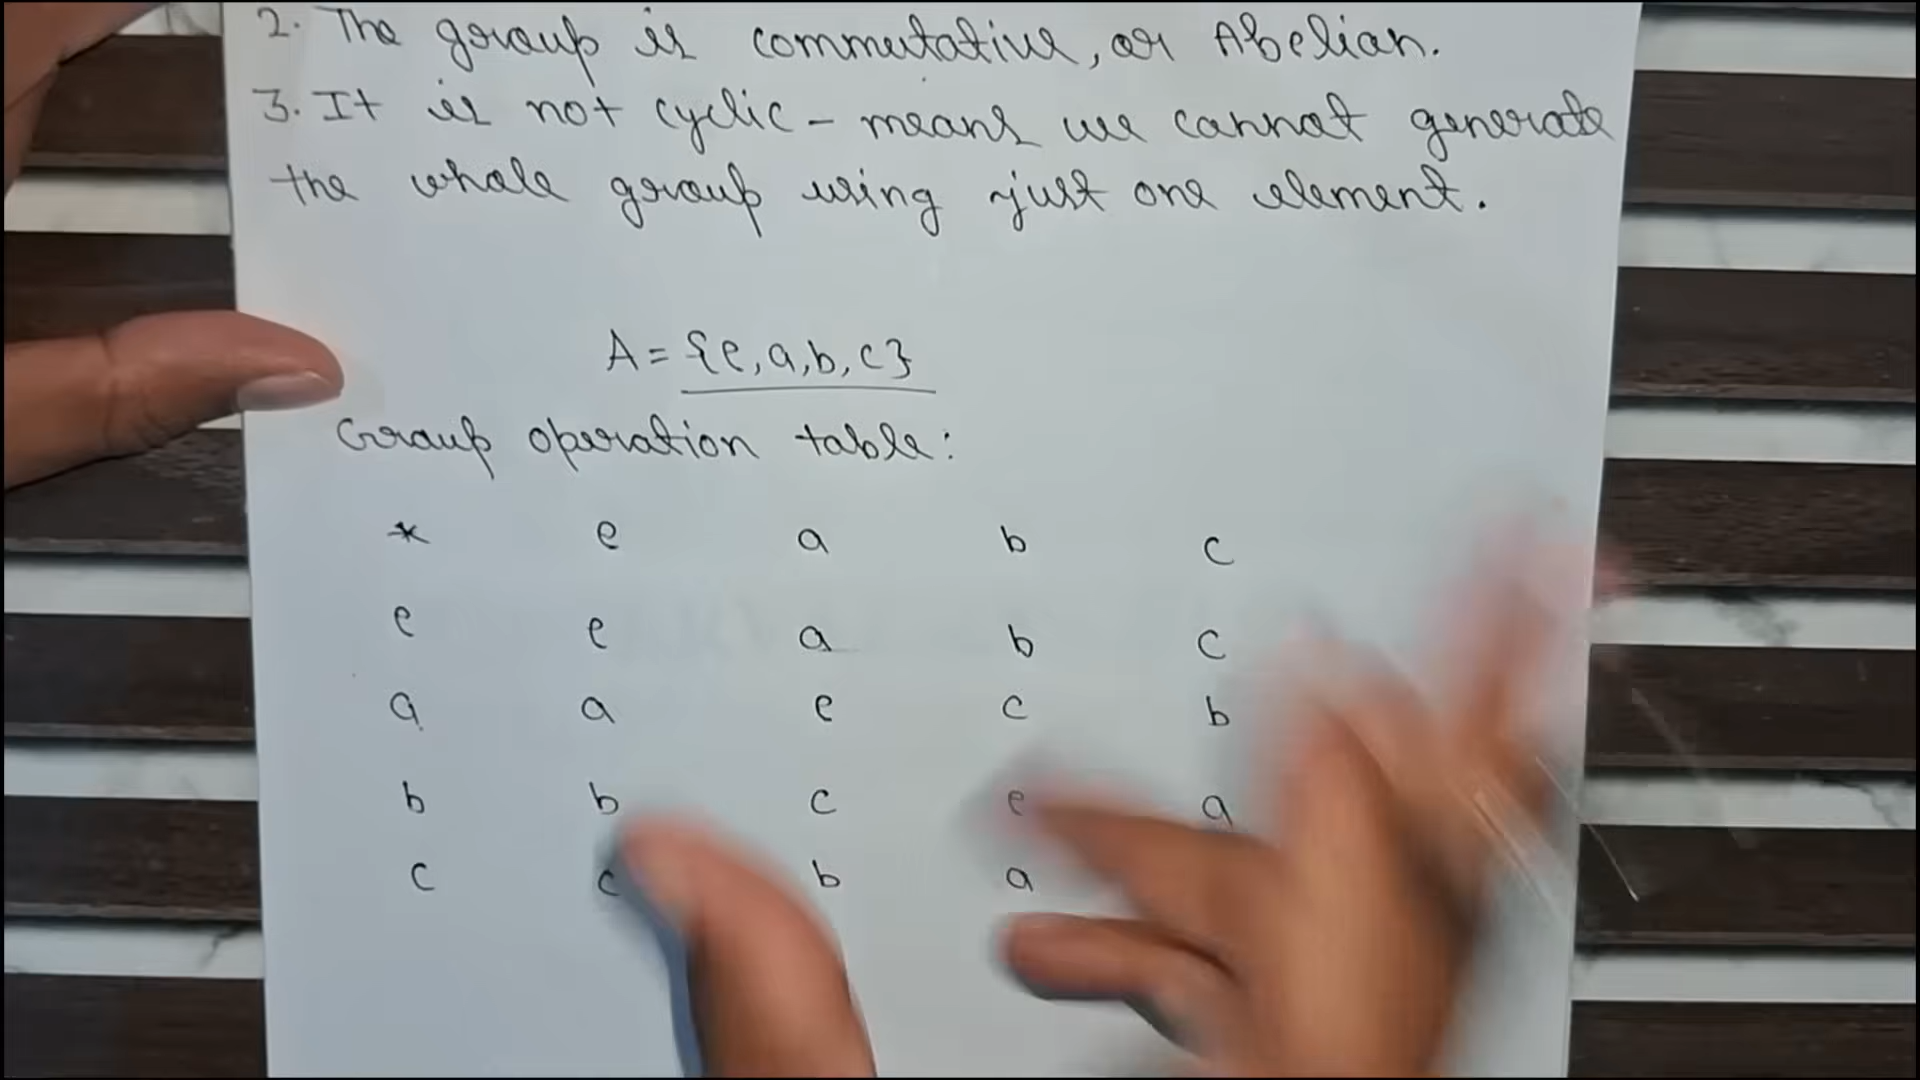 2. The group is commutative, or Abelian.
3. It is not cyclic - means we cannot generate
the whole group using just one element.
A = {e, a, b, c}
Group operation table:
* e a b c
e e a b c
a a e c b
b b c e a
c c b a